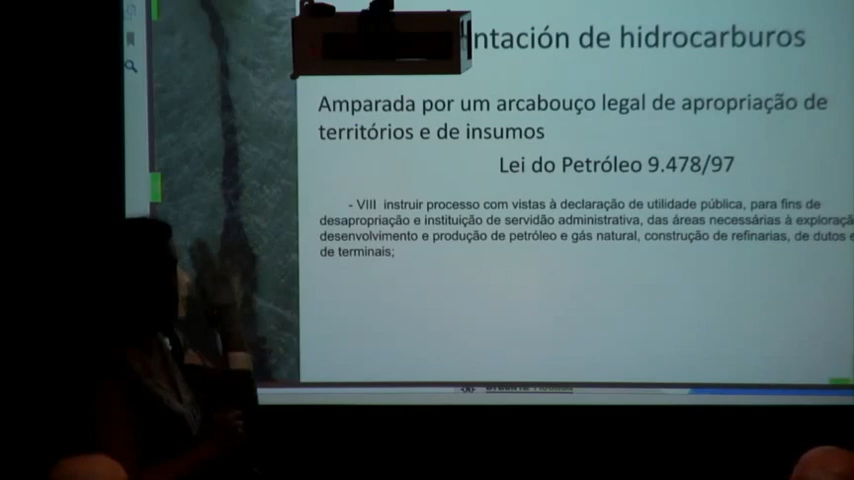 ntación de hidrocarburos
Amparada por um arcabouço legal de apropriação de
territórios e de insumos
Lei do Petróleo 9.478/97
- VIII instruir processo com vistas à declaração de utilidade pública, para fins de
desapropriação e instituição de servidão administrativa, das áreas necessárias à exploraçã
desenvolvimento e produção de petróleo e gás natural, construção de refinarias, de dutos e
de terminais;